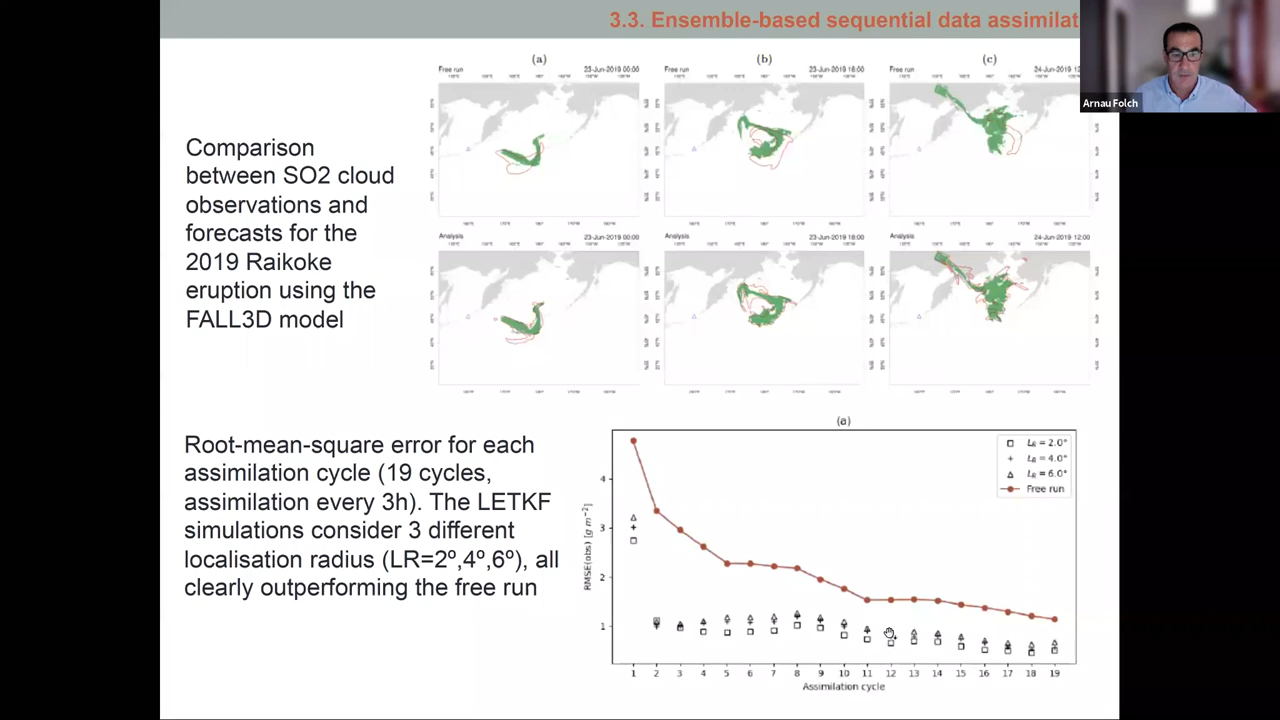 3.3. Ensemble-based sequential data assimilat
Arnau Folch
Comparison
between SO2 cloud
observations and
forecasts for the
2019 Raikoke
eruption using the
FALL3D model
(a)
(b)
(c)
Free run
23-Jun-2019 00:00
Free run
23-Jun-2019 18:00
Free run
24-Jun-2019 12:
Analysis
23-Jun-2019 00:00
Analysis
23-Jun-2019 18:00
Analysis
24-Jun-2019 12:00
Root-mean-square error for each
assimilation cycle (19 cycles,
assimilation every 3h). The LETKF
simulations consider 3 different
localisation radius (LR=2º,4º,6º), all
clearly outperforming the free run
(a)
L_R = 2.0°
L_R = 4.0°
L_R = 6.0°
Free run
RMSE(obs) [g m⁻²]
4
3
2
1
1 2 3 4 5 6 7 8 9 10 11 12 13 14 15 16 17 18 19
Assimilation cycle